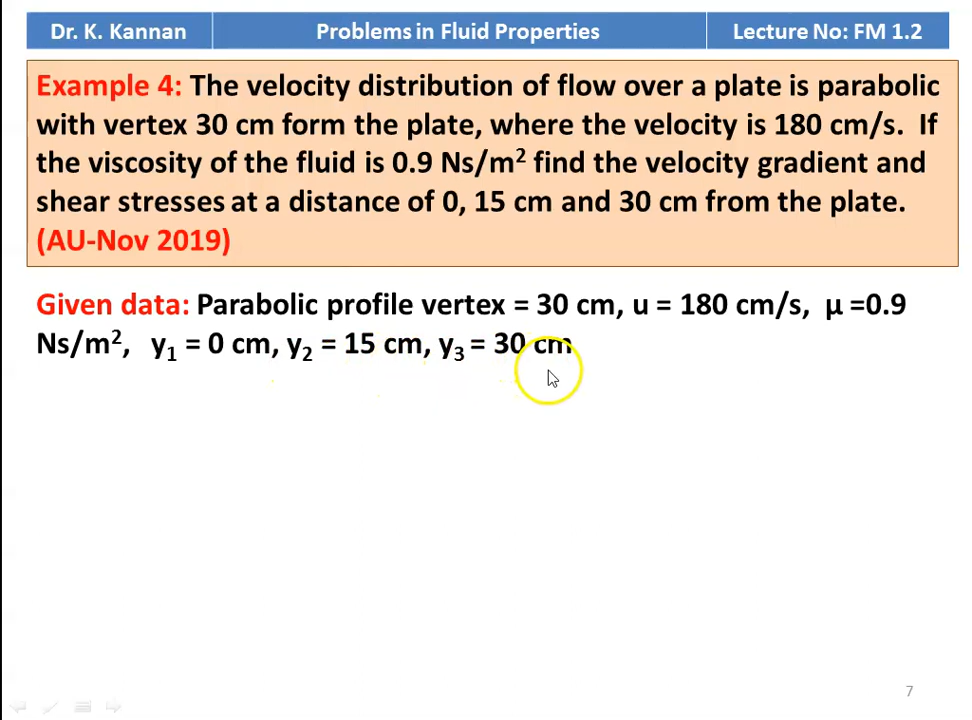 Dr. K. Kannan Problems in Fluid Properties Lecture No: FM 1.2
Example 4: The velocity distribution of flow over a plate is parabolic
with vertex 30 cm form the plate, where the velocity is 180 cm/s. If
the viscosity of the fluid is 0.9 Ns/m² find the velocity gradient and
shear stresses at a distance of 0, 15 cm and 30 cm from the plate.
(AU-Nov 2019)
Given data: Parabolic profile vertex = 30 cm, u = 180 cm/s, μ =0.9
Ns/m², y₁ = 0 cm, y₂ = 15 cm, y₃ = 30 cm
7